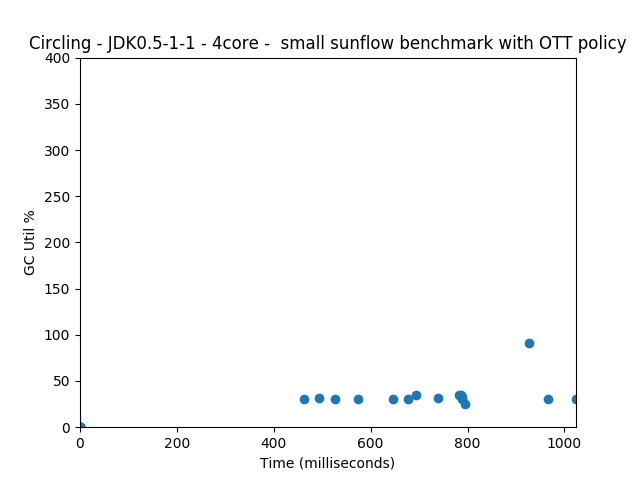 Circling - JDK0.5-1-1 - 4core -  small sunflow benchmark with OTT policy
400
350
300
250
200
150
100
50
0
GC Util %
0 200 400 600 800 1000
Time (milliseconds)